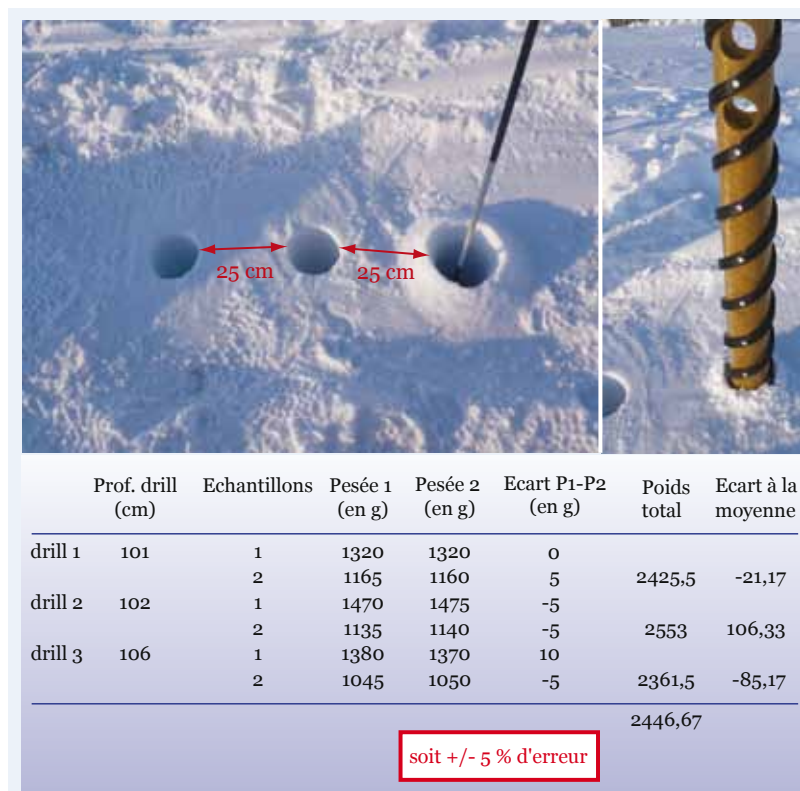 25 cm 25 cm
Prof. drill Echantillons Pesée 1 Pesée 2 Ecart P1-P2 Poids Ecart à la
(cm) (en g) (en g) (en g) total moyenne
drill 1 101 1 1320 1320 0
2 1165 1160 5 2425,5 -21,17
drill 2 102 1 1470 1475 -5
2 1135 1140 -5 2553 106,33
drill 3 106 1 1380 1370 10
2 1045 1050 -5 2361,5 -85,17
2446,67
soit +/- 5 % d'erreur